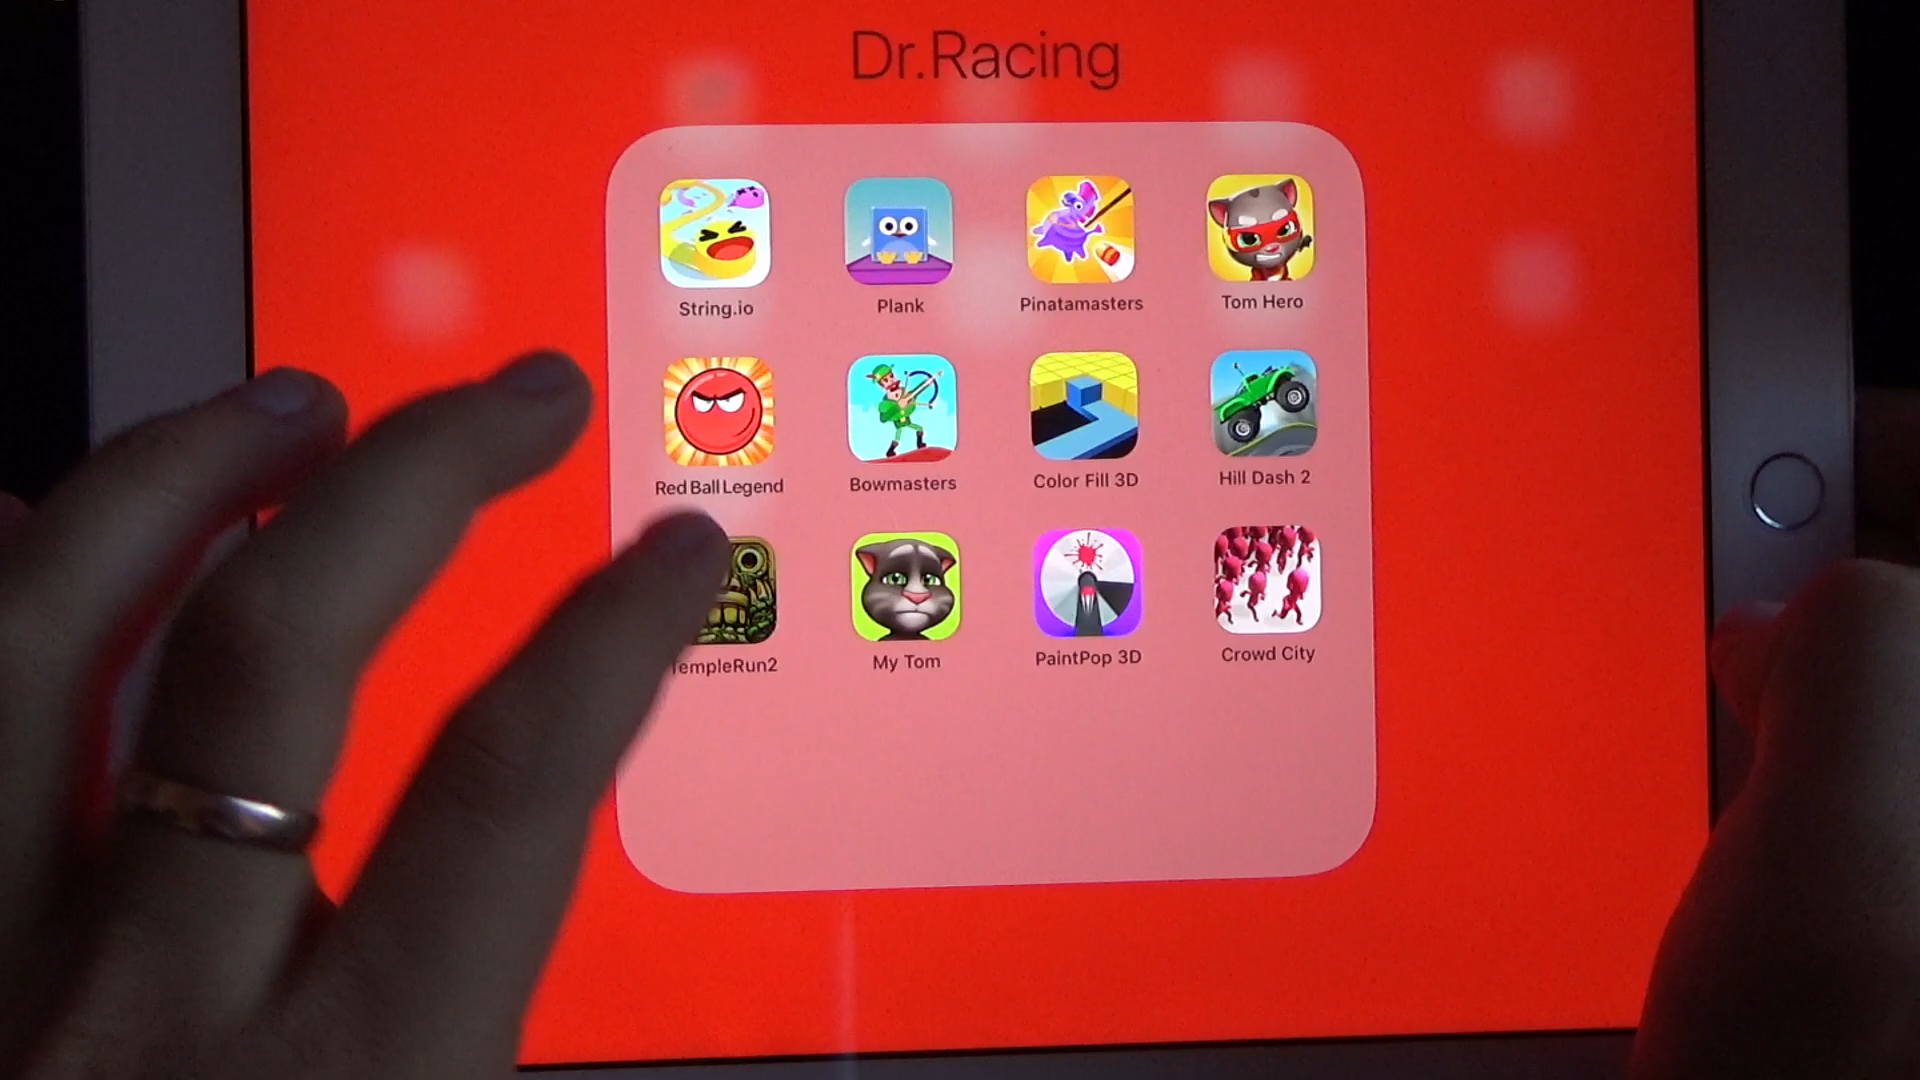 Dr.Racing
String.io
Plank
Pinatamasters
Tom Hero
Red Ball Legend
Bowmasters
Color Fill 3D
Hill Dash 2
TempleRun2
My Tom
PaintPop 3D
Crowd City